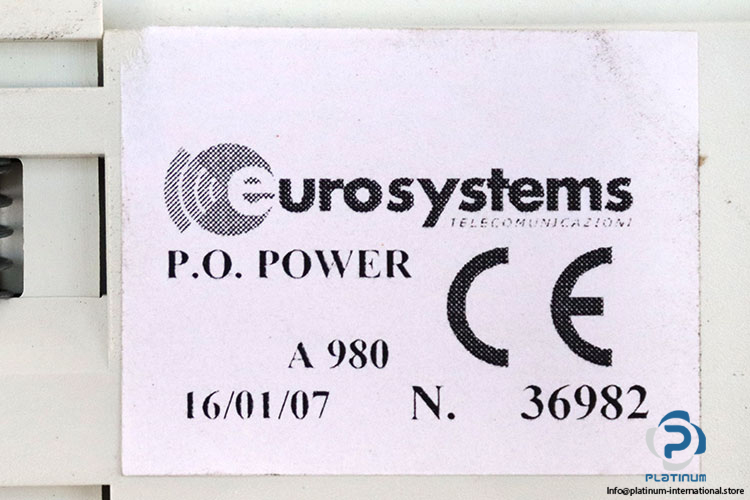 eurosystems
TELECOMUNICAZIONI
P.O. POWER
CE
A 980
16/01/07 N. 36982
PLATINUM
Info@platinum-international.store